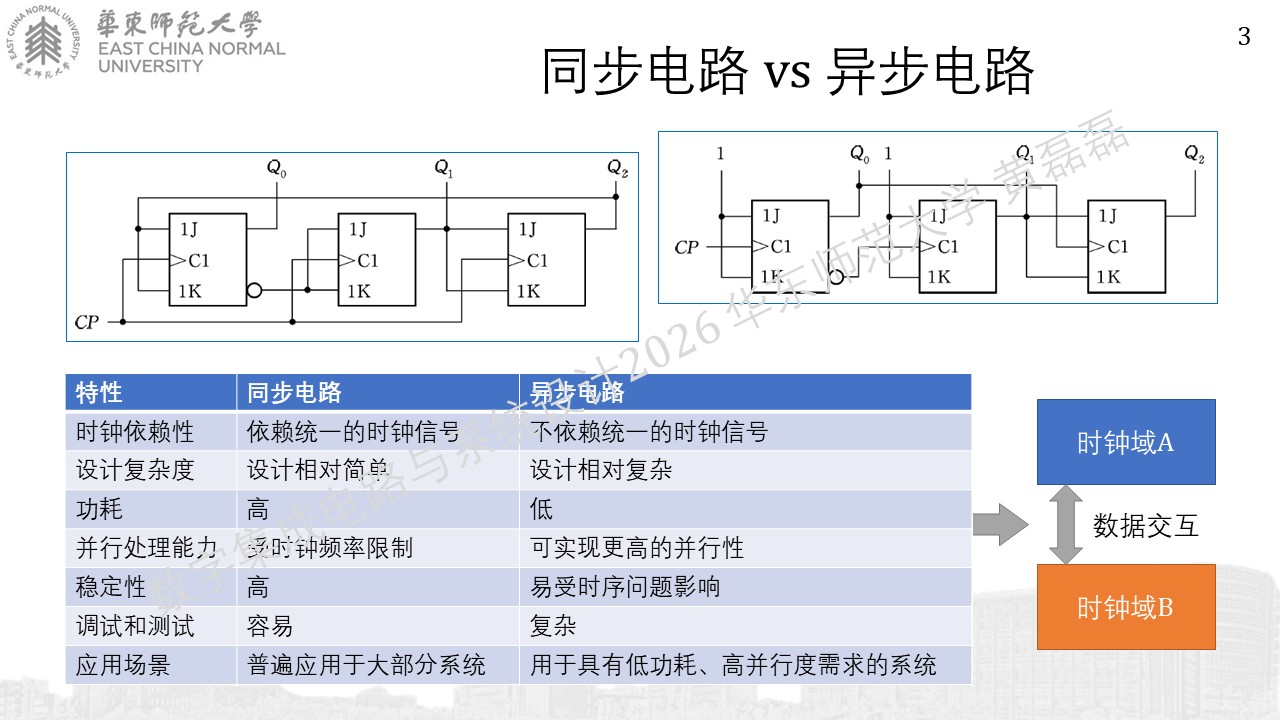 華東師範大學
EAST CHINA NORMAL
UNIVERSITY
EAST CHINA NORMAL UNIVERSITY
華東师范大学
3
同步电路 vs 异步电路
Q0
Q1
Q2
1J
C1
1K
1J
C1
1K
1J
C1
1K
CP
1
Q0
1
Q1
Q2
CP
1J
C1
1K
1J
C1
1K
1J
C1
1K
特性 同步电路 异步电路
时钟依赖性 依赖统一的时钟信号 不依赖统一的时钟信号
设计复杂度 设计相对简单 设计相对复杂
功耗 高 低
并行处理能力 受时钟频率限制 可实现更高的并行性
稳定性 高 易受时序问题影响
调试和测试 容易 复杂
应用场景 普遍应用于大部分系统 用于具有低功耗、高并行度需求的系统
时钟域A
数据交互
时钟域B
数字集成电路与系统设计2026 华东师范大学 黄磊磊